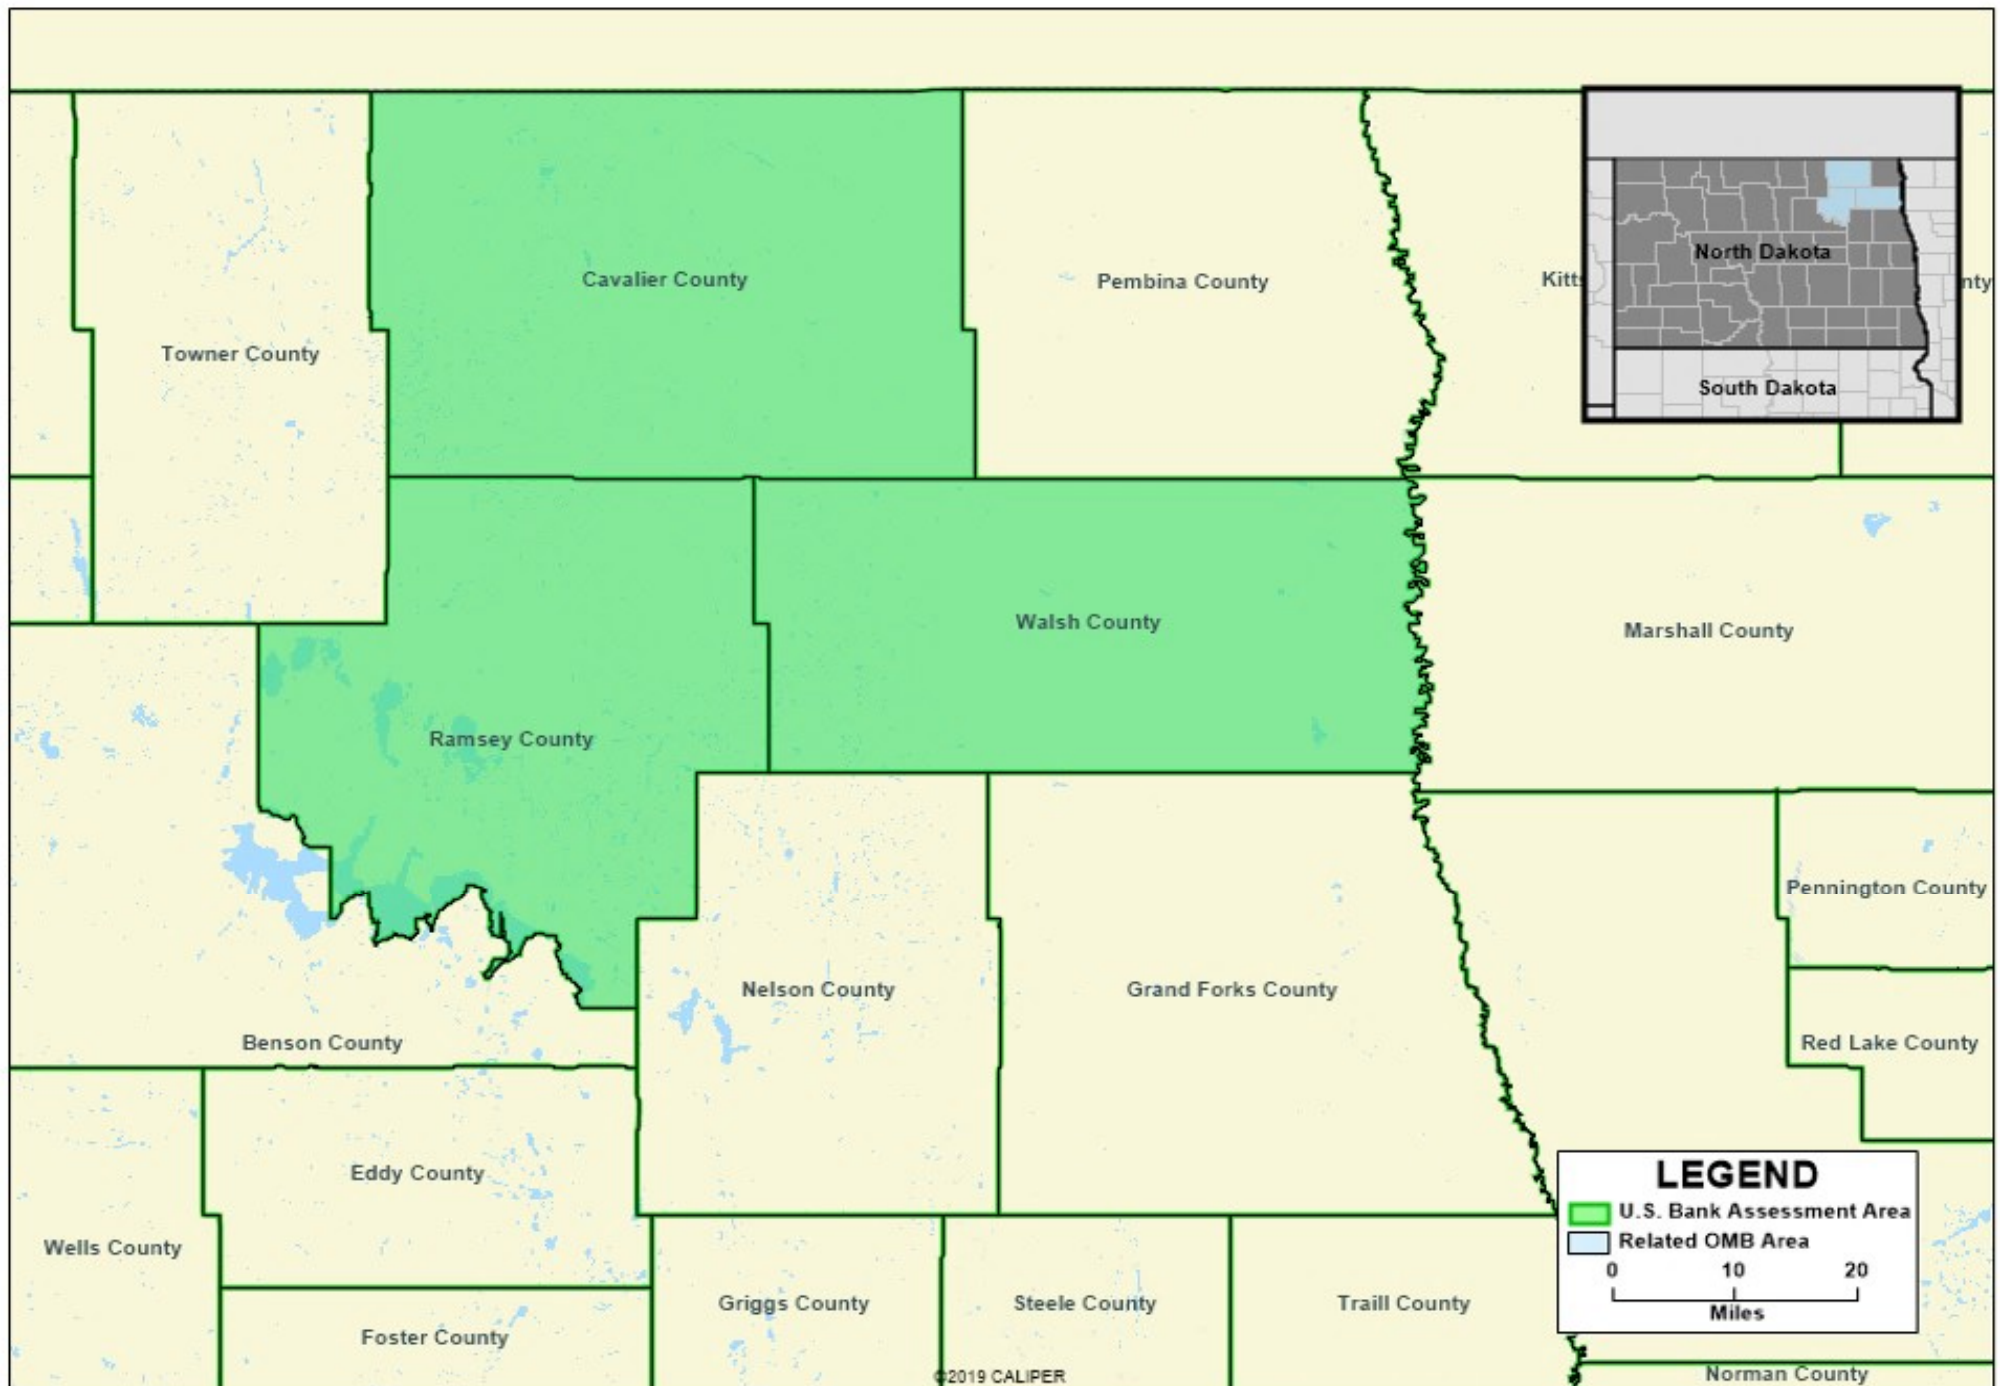 Cavalier County
Pembina County
Kitts
nty
North Dakota
South Dakota
Towner County
Walsh County
Marshall County
Ramsey County
Pennington County
Nelson County
Grand Forks County
Benson County
Red Lake County
Eddy County
Wells County
Griggs County
Steele County
Traill County
Foster County
LEGEND
U.S. Bank Assessment Area
Related OMB Area
0 10 20
Miles
©2019 CALIPER
Norman County